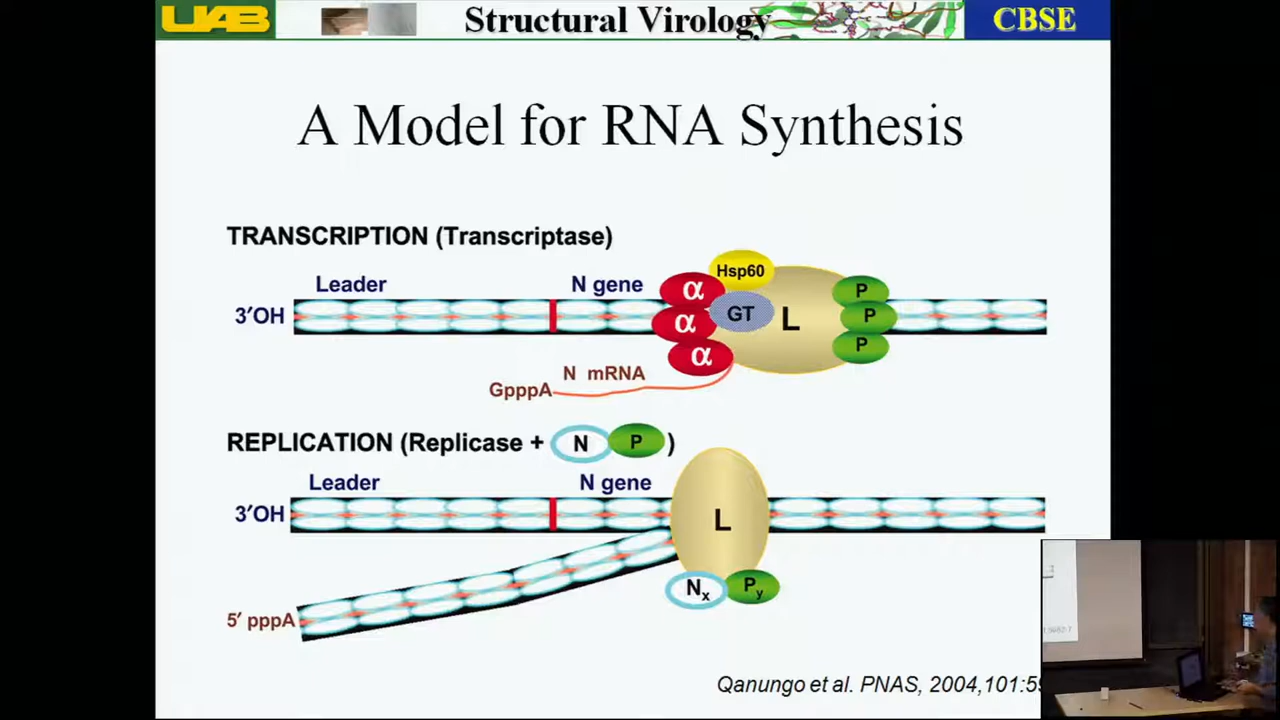 UAB
Structural Virology
CBSE
A Model for RNA Synthesis
TRANSCRIPTION (Transcriptase)
Leader
N gene
Hsp60
α
α
α
GT
L
P
P
P
3′OH
N mRNA
GpppA
REPLICATION (Replicase + N P )
Leader
N gene
3′OH
L
Nx
Py
5′ pppA
Qanungo et al. PNAS, 2004,101:59